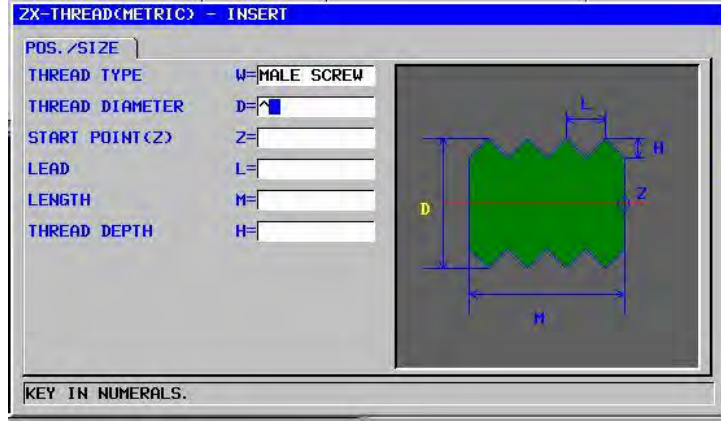 ZX-THREAD(METRIC) - INSERT
POS./SIZE
THREAD TYPE W=MALE SCREW
THREAD DIAMETER D=^
START POINT(Z) Z=
LEAD L=
LENGTH M=
THREAD DEPTH H=
L
H
Z
D
M
KEY IN NUMERALS.